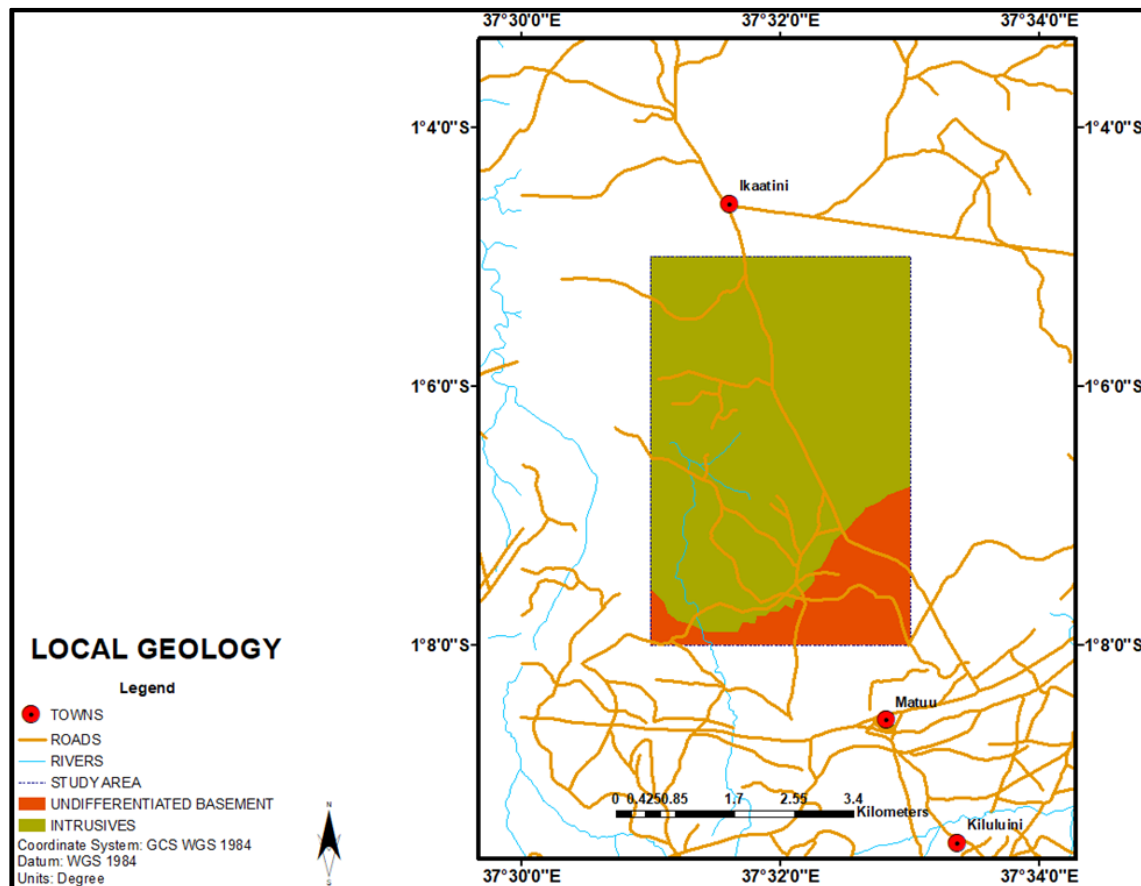 37°30'0"E 37°32'0"E 37°34'0"E
1°4'0"S 1°4'0"S
Ikaatini
1°6'0"S 1°6'0"S
1°8'0"S 1°8'0"S
Matuu
0 0.4250.85 1.7 2.55 3.4
Kilometers
Kiluluini
37°30'0"E 37°32'0"E 37°34'0"E
LOCAL GEOLOGY
Legend
TOWNS
ROADS
RIVERS
STUDY AREA
UNDIFFERENTIATED BASEMENT
INTRUSIVES
Coordinate System: GCS WGS 1984
Datum: WGS 1984
Units: Degree
N
S